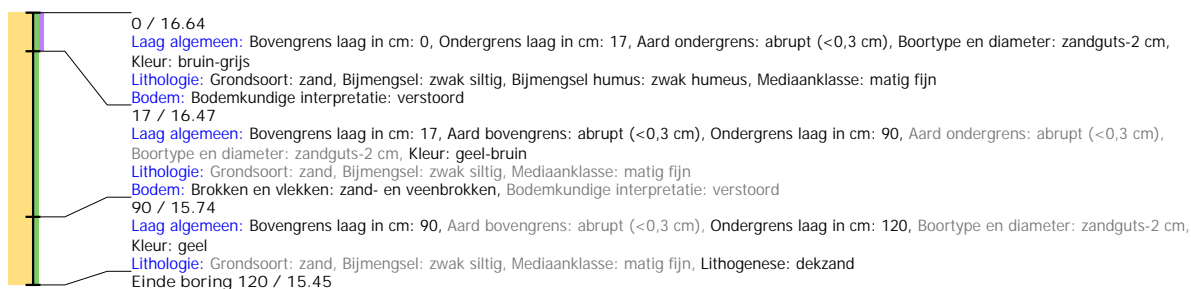 0 / 16.64
Laag algemeen: Bovengrens laag in cm: 0, Ondergrens laag in cm: 17, Aard ondergrens: abrupt (<0,3 cm), Boortype en diameter: zandguts-2 cm,
Kleur: bruin-grijs
Lithologie: Grondsoort: zand, Bijmengsel: zwak siltig, Bijmengsel humus: zwak humeus, Mediaanklasse: matig fijn
Bodem: Bodemkundige interpretatie: verstoord
17 / 16.47
Laag algemeen: Bovengrens laag in cm: 17, Aard bovengrens: abrupt (<0,3 cm), Ondergrens laag in cm: 90, Aard ondergrens: abrupt (<0,3 cm),
Boortype en diameter: zandguts-2 cm, Kleur: geel-bruin
Lithologie: Grondsoort: zand, Bijmengsel: zwak siltig, Mediaanklasse: matig fijn
Bodem: Brokken en vlekken: zand- en veenbrokken, Bodemkundige interpretatie: verstoord
90 / 15.74
Laag algemeen: Bovengrens laag in cm: 90, Aard bovengrens: abrupt (<0,3 cm), Ondergrens laag in cm: 120, Boortype en diameter: zandguts-2 cm,
Kleur: geel
Lithologie: Grondsoort: zand, Bijmengsel: zwak siltig, Mediaanklasse: matig fijn, Lithogenese: dekzand
Einde boring 120 / 15.45